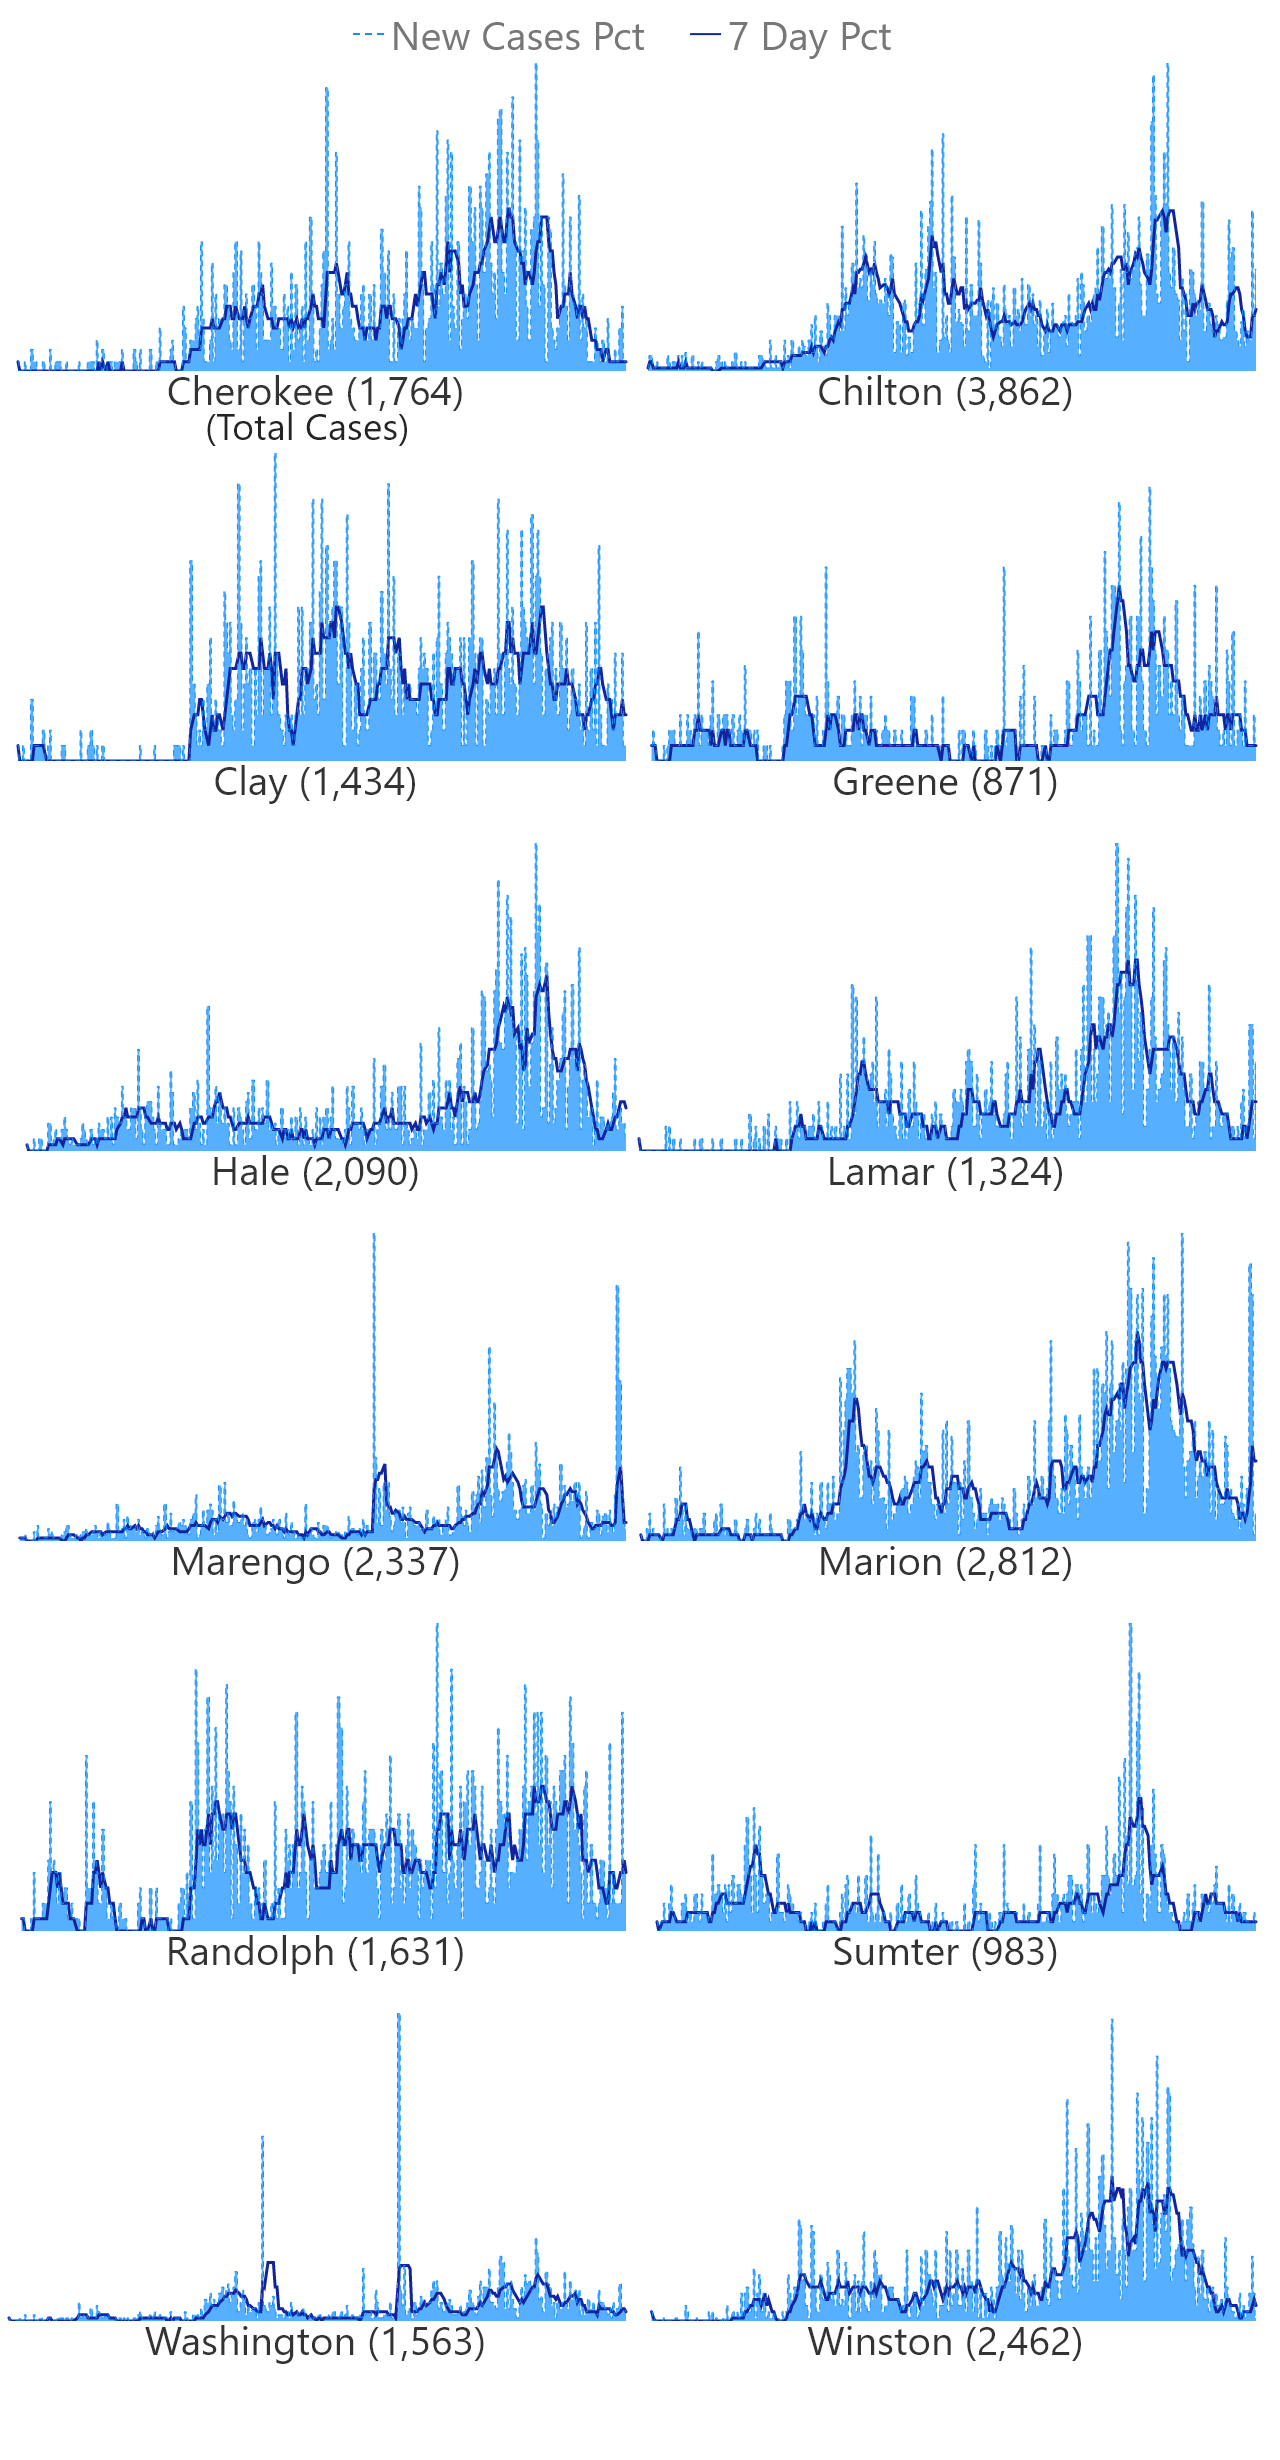 New Cases Pct 7 Day Pct
Cherokee (1,764) Chilton (3,862)
(Total Cases)
Clay (1,434) Greene (871)
Hale (2,090) Lamar (1,324)
Marengo (2,337) Marion (2,812)
Randolph (1,631) Sumter (983)
Washington (1,563) Winston (2,462)